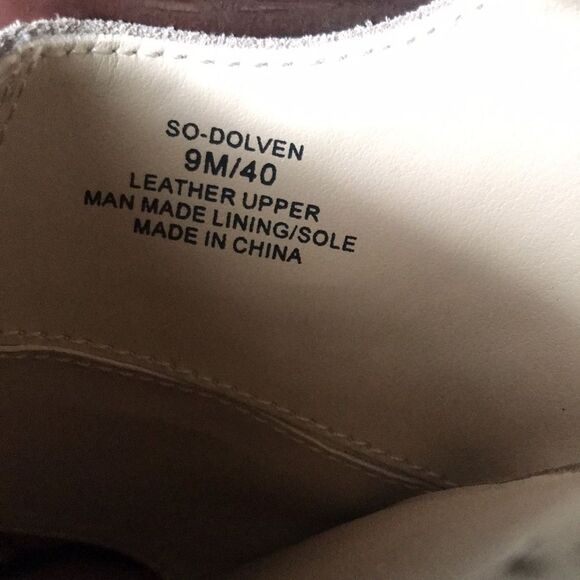 SO-DOLVEN
9M/40
LEATHER UPPER
MAN MADE LINING/SOLE
MADE IN CHINA